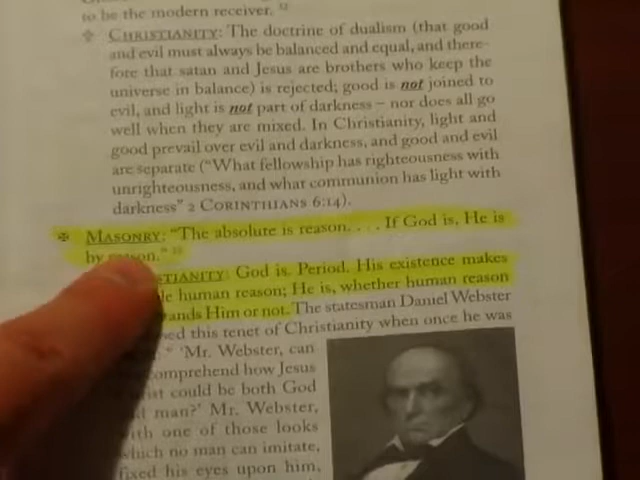 to be the modern receiver. 12
✠ CHRISTIANITY: The doctrine of dualism (that good
and evil must always be balanced and equal, and there-
fore that satan and Jesus are brothers who keep the
universe in balance) is rejected; good is not joined to
evil, and light is not part of darkness – nor does all go
well when they are mixed. In Christianity, light and
good prevail over evil and darkness, and good and evil
are separate (“What fellowship has righteousness with
unrighteousness, and what communion has light with
darkness” 2 CORINTHIANS 6:14).
✠ MASONRY: “The absolute is reason. . . . If God is, He is
by reason.”
STIANITY: God is. Period. His existence makes
human reason; He is, whether human reason
ands Him or not. The statesman Daniel Webster
sed this tenet of Christianity when once he was
‘Mr. Webster, can
omprehend how Jesus
ist could be both God
man?’ Mr. Webster,
ith one of those looks
which no man can imitate,
fixed his eyes upon him,